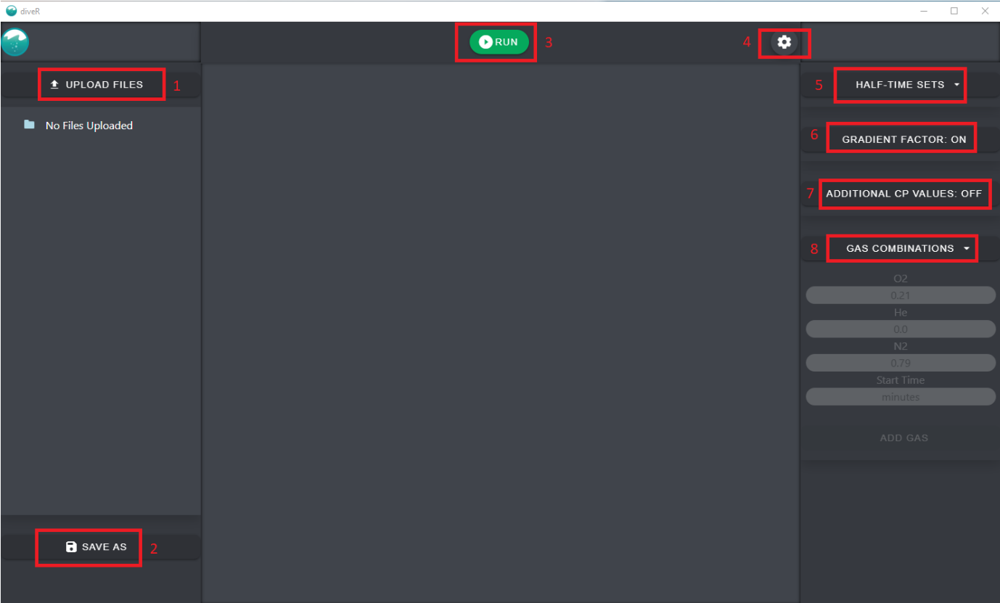 diveR
RUN
3
4
UPLOAD FILES
1
No Files Uploaded
SAVE AS
2
5
HALF-TIME SETS
6
GRADIENT FACTOR: ON
7
ADDITIONAL CP VALUES: OFF
8
GAS COMBINATIONS
O2
0.21
He
0.0
N2
0.79
Start Time
minutes
ADD GAS